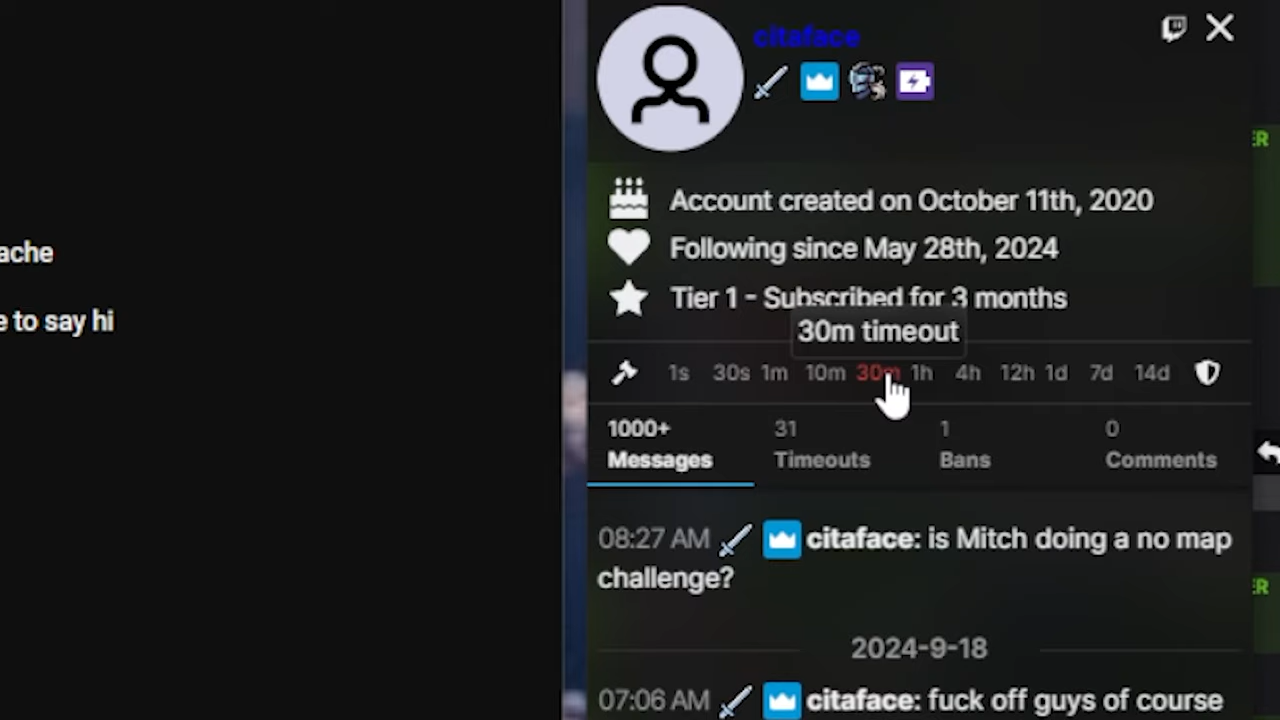 citaface
ER
Account created on October 11th, 2020
Following since May 28th, 2024
ache
Tier 1 - Subscribed for 3 months
e to say hi
30m timeout
1s 30s 1m 10m 30m 1h 4h 12h 1d 7d 14d
1000+ 31 1 0
Messages Timeouts Bans Comments
08:27 AM citaface: is Mitch doing a no map
challenge?
ER
2024-9-18
07:06 AM citaface: fuck off guys of course